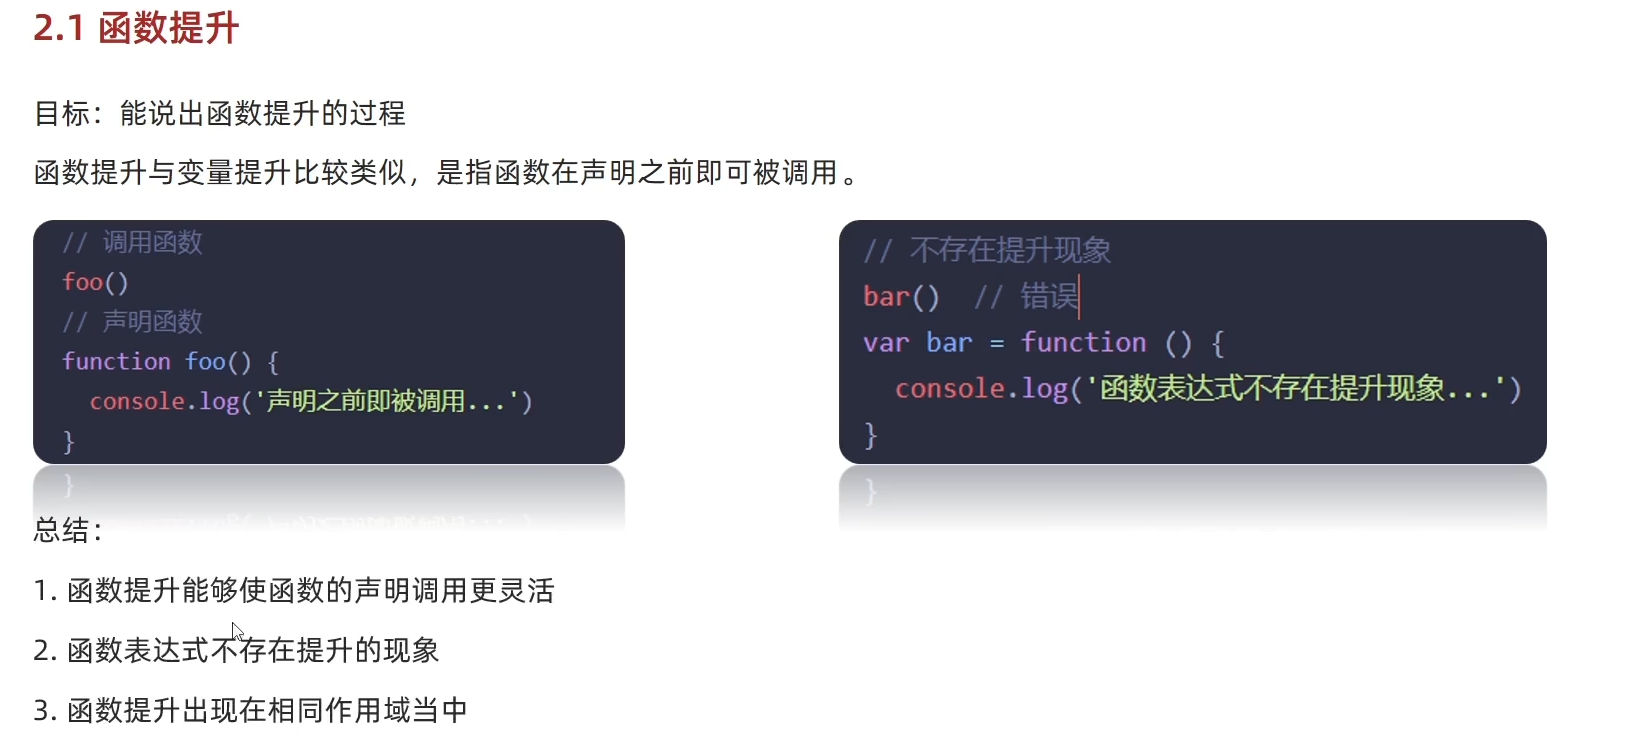 2.1 函数提升
目标：能说出函数提升的过程
函数提升与变量提升比较类似，是指函数在声明之前即可被调用。
// 调用函数
foo()
// 声明函数
function foo() {
  console.log('声明之前即被调用...')
}
// 不存在提升现象
bar()  // 错误
var bar = function () {
  console.log('函数表达式不存在提升现象...')
}
总结：
1. 函数提升能够使函数的声明调用更灵活
2. 函数表达式不存在提升的现象
3. 函数提升出现在相同作用域当中